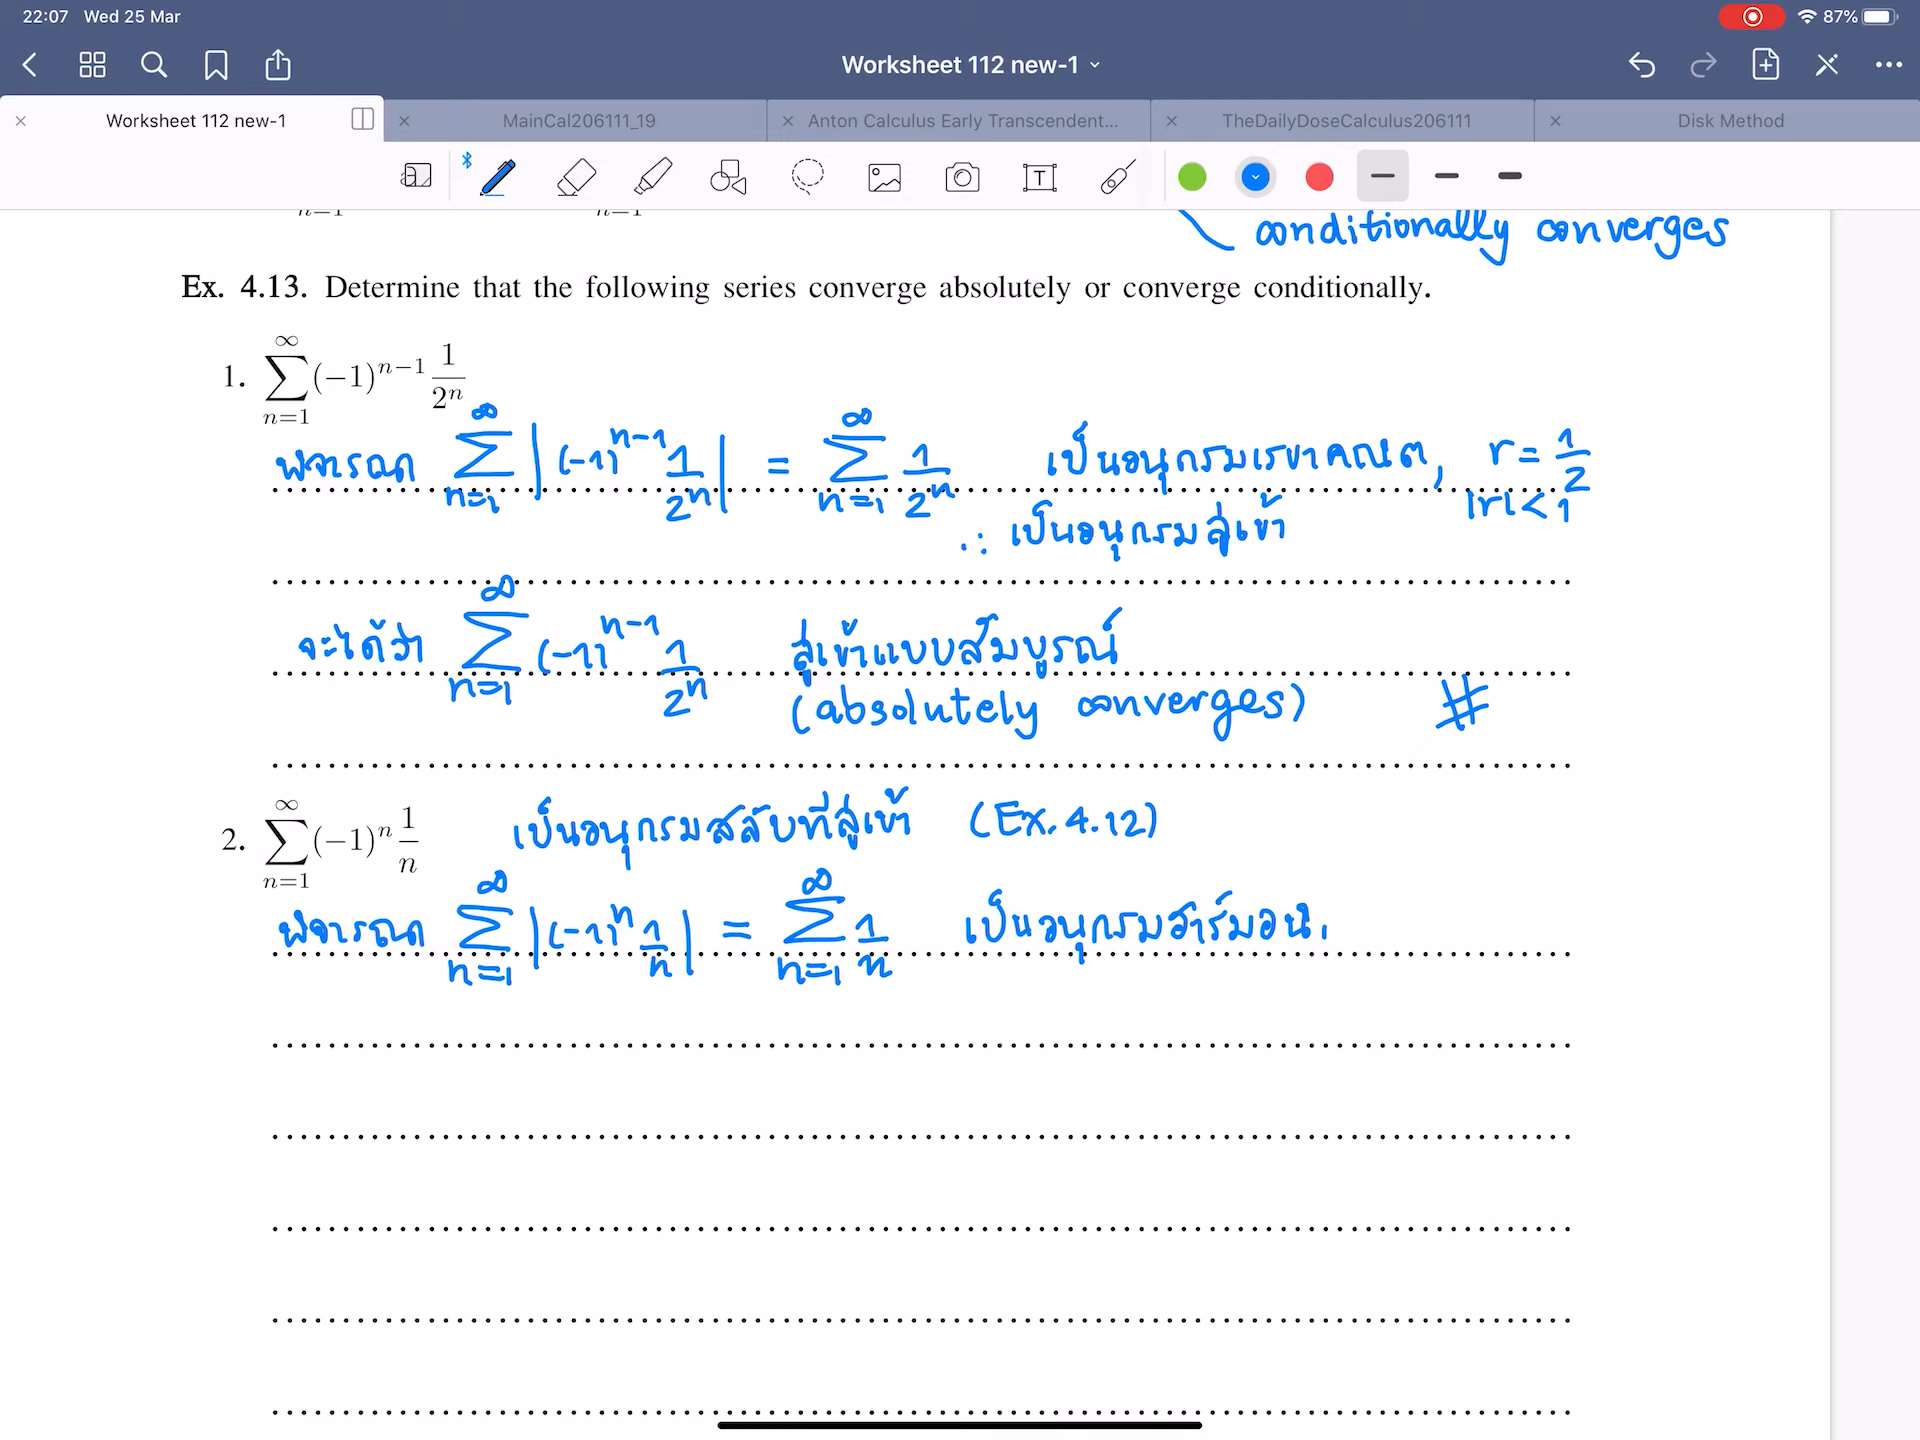 22:07 Wed 25 Mar 87%
Worksheet 112 new-1
Worksheet 112 new-1 MainCal206111_19 Anton Calculus Early Transcendent... TheDailyDoseCalculus206111 Disk Method
n=1 n=1
conditionally converges
Ex. 4.13. Determine that the following series converge absolutely or converge conditionally.
1. ∑_{n=1}^{∞} (−1)^{n−1} 1/2^n
พิจารณา ∑_{n=1}^{∞} |(-1)^{n-1} 1/2^n| = ∑_{n=1}^{∞} 1/2^n เป็นอนุกรมเรขาคณิต, r = 1/2
|r| < 1
∴ เป็นอนุกรมลู่เข้า
จะได้ว่า ∑_{n=1}^{∞} (-1)^{n-1} 1/2^n ลู่เข้าแบบสัมบูรณ์
(absolutely converges) #
2. ∑_{n=1}^{∞} (−1)^n 1/n เป็นอนุกรมสลับที่ลู่เข้า (Ex. 4.12)
พิจารณา ∑_{n=1}^{∞} |(-1)^n 1/n| = ∑_{n=1}^{∞} 1/n เป็นอนุกรมฮาร์มอนิ